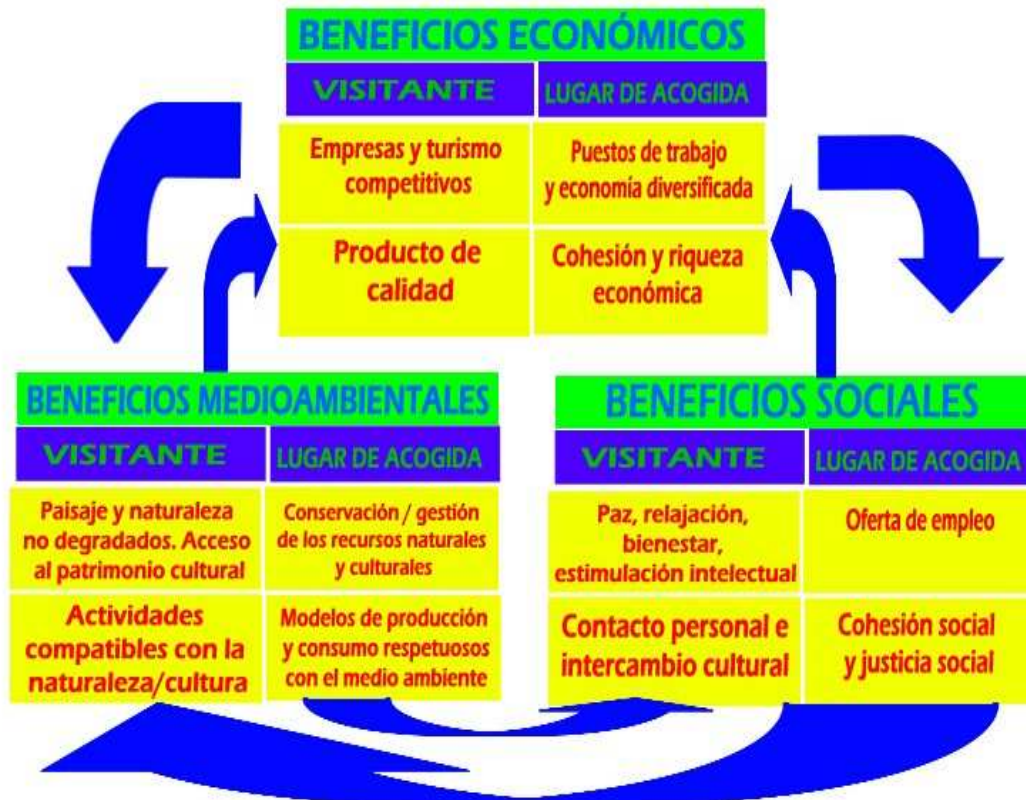 BENEFICIOS ECONÓMICOS
VISITANTE
LUGAR DE ACOGIDA
Empresas y turismo
competitivos
Puestos de trabajo
y economía diversificada
Producto de
calidad
Cohesión y riqueza
económica
BENEFICIOS MEDIOAMBIENTALES
VISITANTE
LUGAR DE ACOGIDA
Paisaje y naturaleza
no degradados. Acceso
al patrimonio cultural
Conservación / gestión
de los recursos naturales
y culturales
Actividades
compatibles con la
naturaleza/cultura
Modelos de producción
y consumo respetuosos
con el medio ambiente
BENEFICIOS SOCIALES
VISITANTE
LUGAR DE ACOGIDA
Paz, relajación,
bienestar,
estimulación intelectual
Oferta de empleo
Contacto personal e
intercambio cultural
Cohesión social
y justicia social